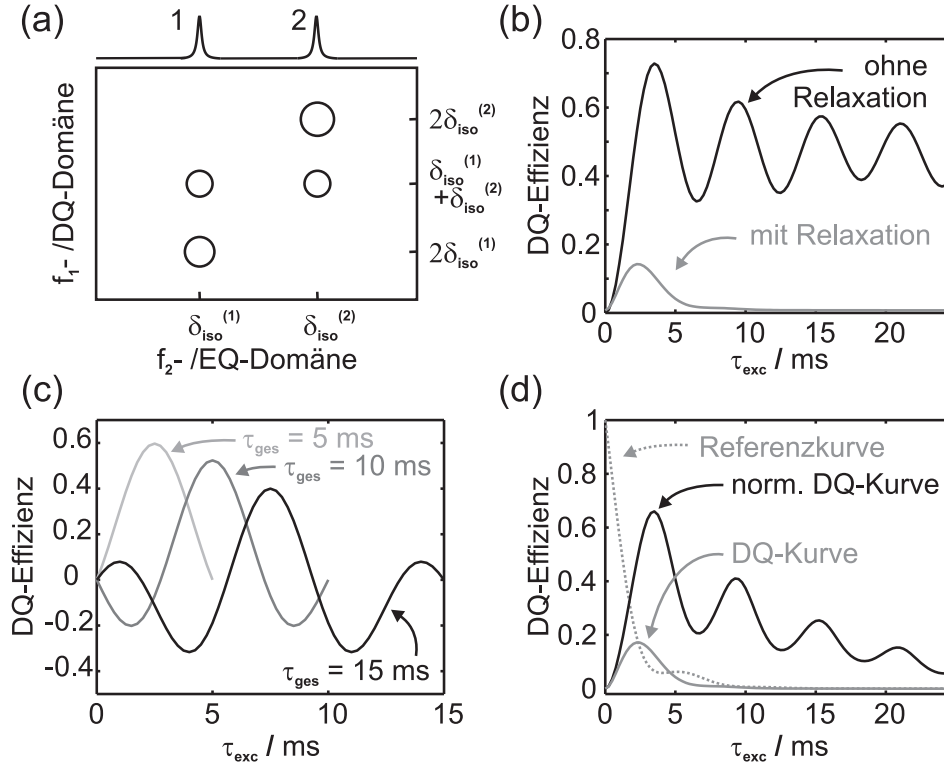 (a)
1
2
2δiso(2)
δiso(1)
+δiso(2)
2δiso(1)
f1- /DQ-Domäne
δiso(1)
δiso(2)
f2- /EQ-Domäne
(b)
0.8
0.6
0.4
0.2
0
DQ-Effizienz
ohne
Relaxation
mit Relaxation
0
5
10
15
20
τexc / ms
(c)
0.6
0.4
0.2
0
-0.2
-0.4
DQ-Effizienz
τges = 5 ms
τges = 10 ms
τges = 15 ms
0
5
10
15
τexc / ms
(d)
1
0.8
0.6
0.4
0.2
0
DQ-Effizienz
Referenzkurve
norm. DQ-Kurve
DQ-Kurve
0
5
10
15
20
τexc / ms